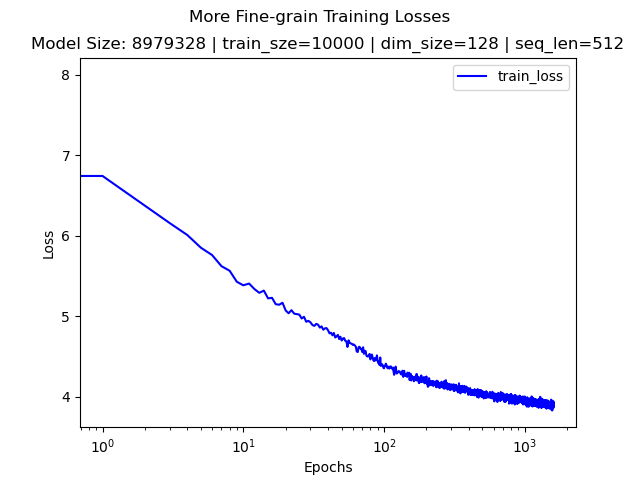 More Fine-grain Training Losses
Model Size: 8979328 | train_sze=10000 | dim_size=128 | seq_len=512
train_loss
8
7
6
5
4
Loss
10⁰ 10¹ 10² 10³
Epochs